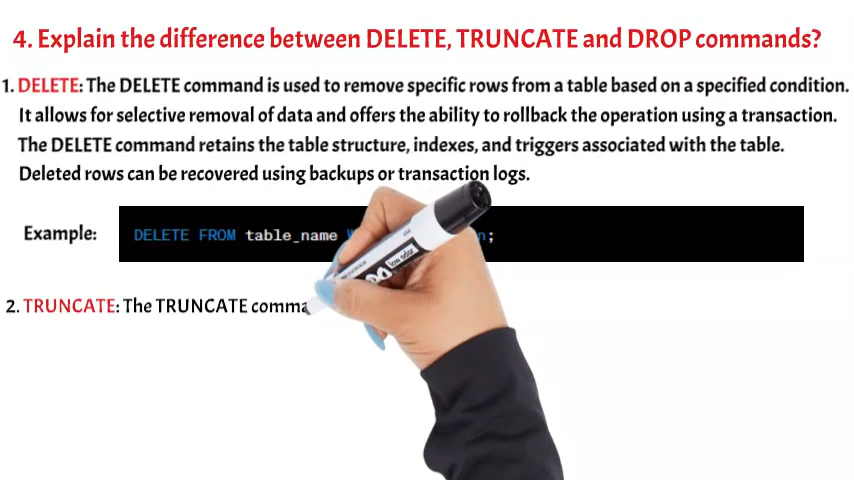 4. Explain the difference between DELETE, TRUNCATE and DROP commands?
1. DELETE: The DELETE command is used to remove specific rows from a table based on a specified condition.
It allows for selective removal of data and offers the ability to rollback the operation using a transaction.
The DELETE command retains the table structure, indexes, and triggers associated with the table.
Deleted rows can be recovered using backups or transaction logs.
Example:
DELETE FROM table_name
2. TRUNCATE: The TRUNCATE comma
low odor